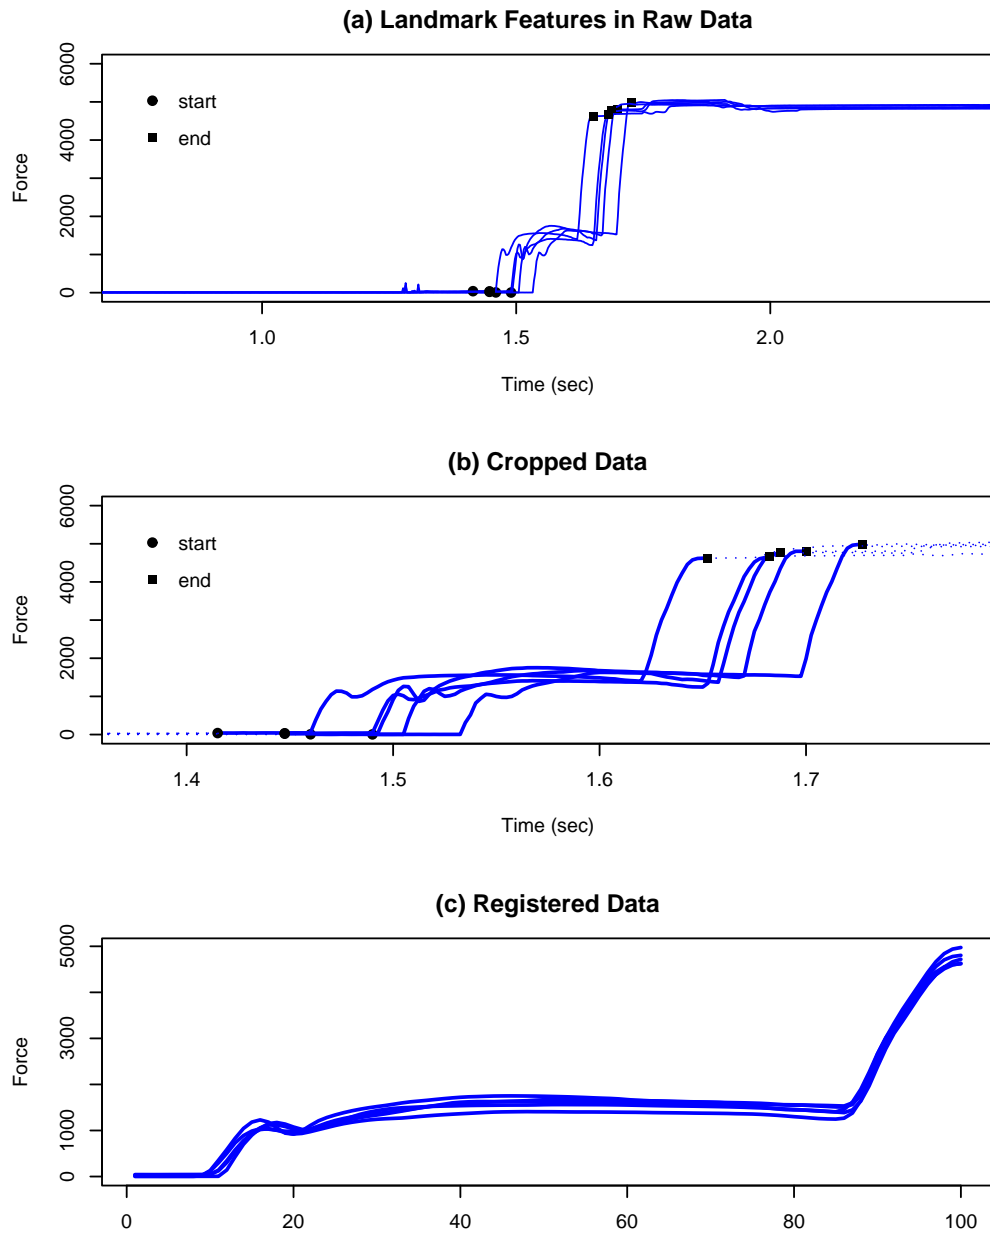 (a) Landmark Features in Raw Data
6000
4000
2000
0
Force
start
end
1.0 1.5 2.0
Time (sec)
(b) Cropped Data
6000
4000
2000
0
Force
start
end
1.4 1.5 1.6 1.7
Time (sec)
(c) Registered Data
5000
3000
1000
0
Force
0 20 40 60 80 100